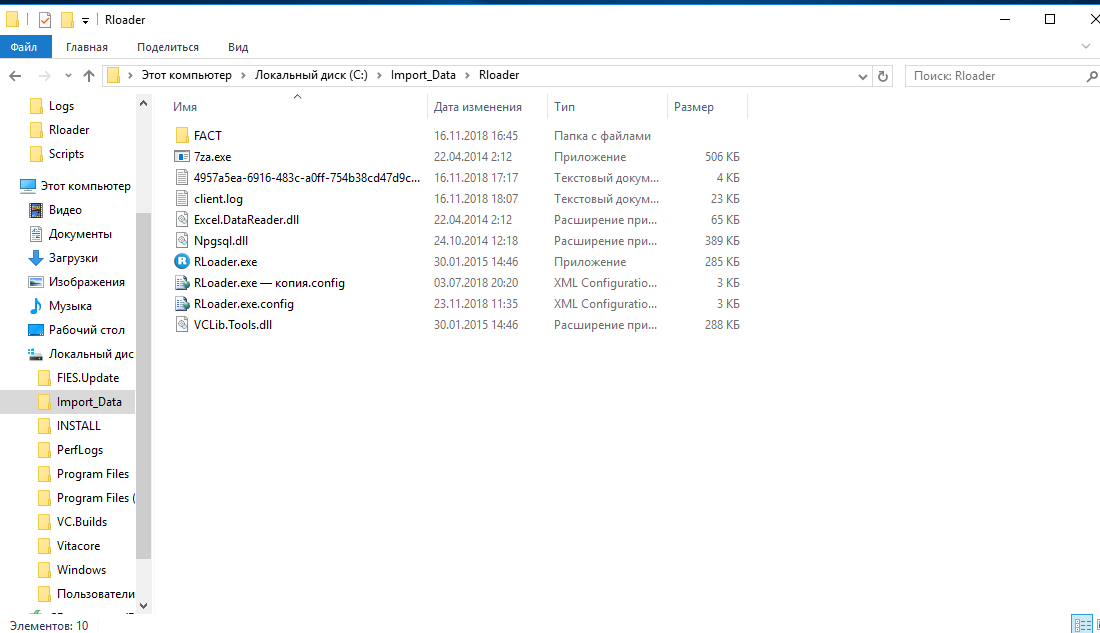 Rloader
Файл Главная Поделиться Вид
Этот компьютер Локальный диск (C:) Import_Data Rloader
Поиск: Rloader
Logs
Rloader
Scripts
Этот компьютер
Видео
Документы
Загрузки
Изображения
Музыка
Рабочий стол
Локальный дис
FIES.Update
Import_Data
INSTALL
PerfLogs
Program Files
Program Files (
VC.Builds
Vitacore
Windows
Пользователи
Имя Дата изменения Тип Размер
FACT 16.11.2018 16:45 Папка с файлами
7za.exe 22.04.2014 2:12 Приложение 506 КБ
4957a5ea-6916-483c-a0ff-754b38cd47d9c... 16.11.2018 17:17 Текстовый докум... 4 КБ
client.log 16.11.2018 18:07 Текстовый докум... 23 КБ
Excel.DataReader.dll 22.04.2014 2:12 Расширение при... 65 КБ
Npgsql.dll 24.10.2014 12:18 Расширение при... 389 КБ
RLoader.exe 30.01.2015 14:46 Приложение 285 КБ
RLoader.exe — копия.config 03.07.2018 20:20 XML Configuratio... 3 КБ
RLoader.exe.config 23.11.2018 11:35 XML Configuratio... 3 КБ
VCLib.Tools.dll 30.01.2015 14:46 Расширение при... 288 КБ
Элементов: 10